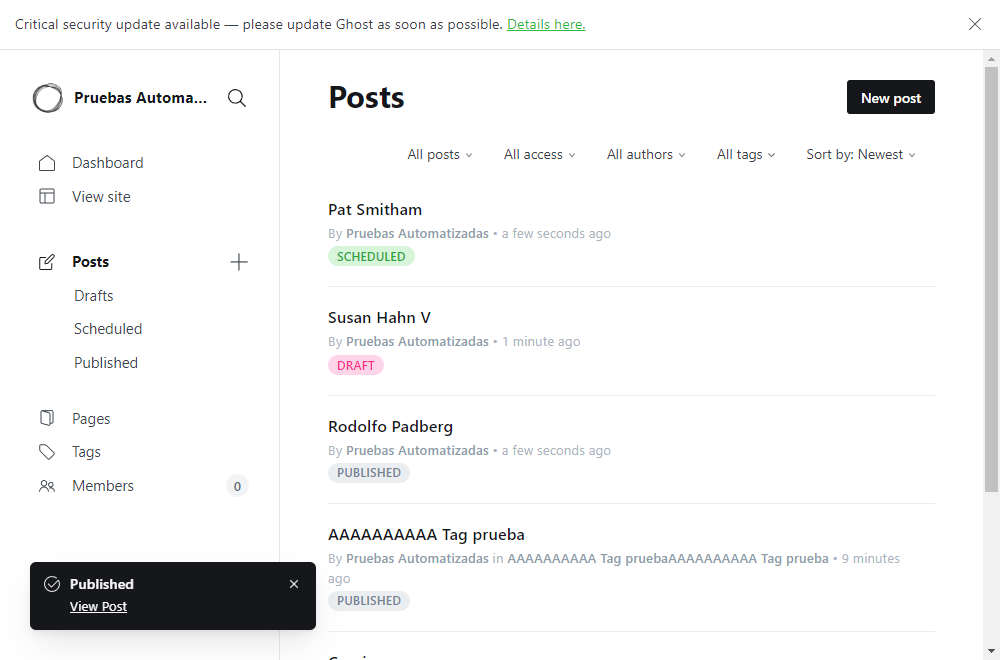 Critical security update available — please update Ghost as soon as possible. Details here.
Pruebas Automa...
Dashboard
View site
Posts
Drafts
Scheduled
Published
Pages
Tags
Members 0
Published
View Post
Posts
New post
All posts All access All authors All tags Sort by: Newest
Pat Smitham
By Pruebas Automatizadas • a few seconds ago
SCHEDULED
Susan Hahn V
By Pruebas Automatizadas • 1 minute ago
DRAFT
Rodolfo Padberg
By Pruebas Automatizadas • a few seconds ago
PUBLISHED
AAAAAAAAAA Tag prueba
By Pruebas Automatizadas in AAAAAAAAAA Tag pruebaAAAAAAAAAA Tag prueba • 9 minutes
ago
PUBLISHED